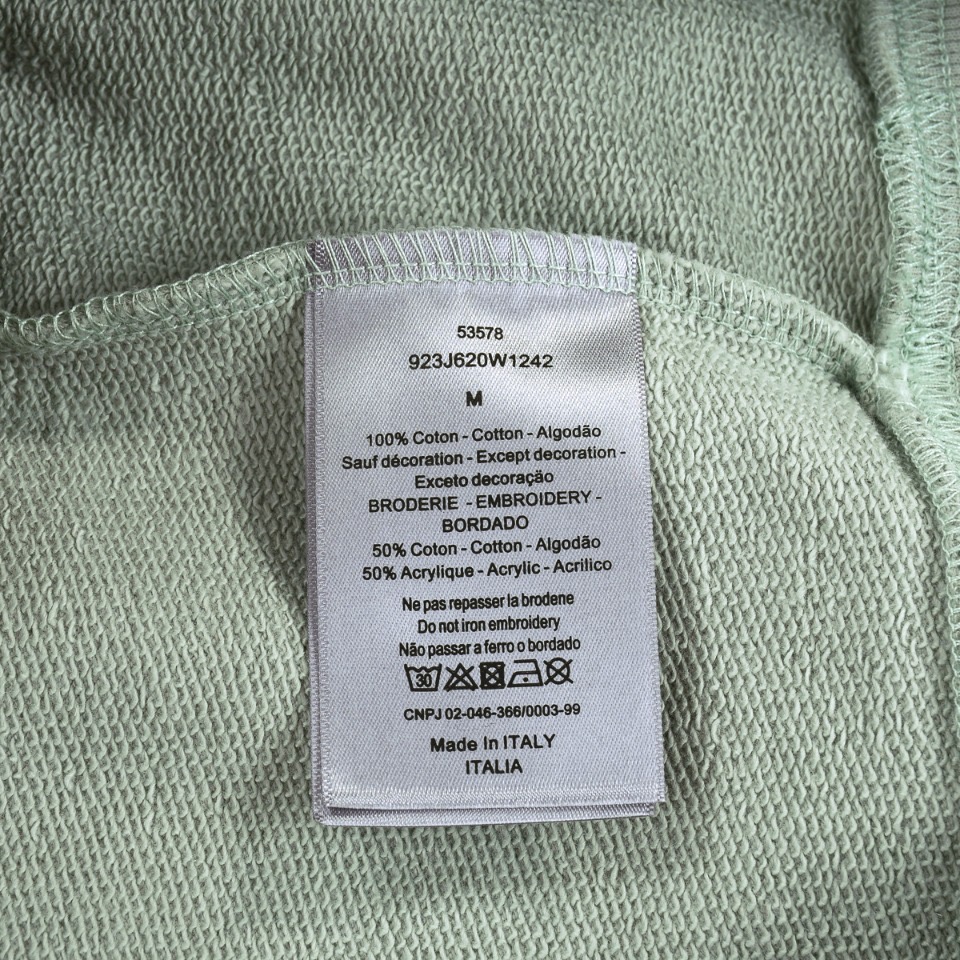 53578
923J620W1242
M
100% Coton - Cotton - Algodão
Sauf décoration - Except decoration -
Exceto decoração
BRODERIE - EMBROIDERY -
BORDADO
50% Coton - Cotton - Algodão
50% Acrylique - Acrylic - Acrilico
Ne pas repasser la brodene
Do not iron embroidery
Não passar a ferro o bordado
30
CNPJ 02-046-366/0003-99
Made In ITALY
ITALIA